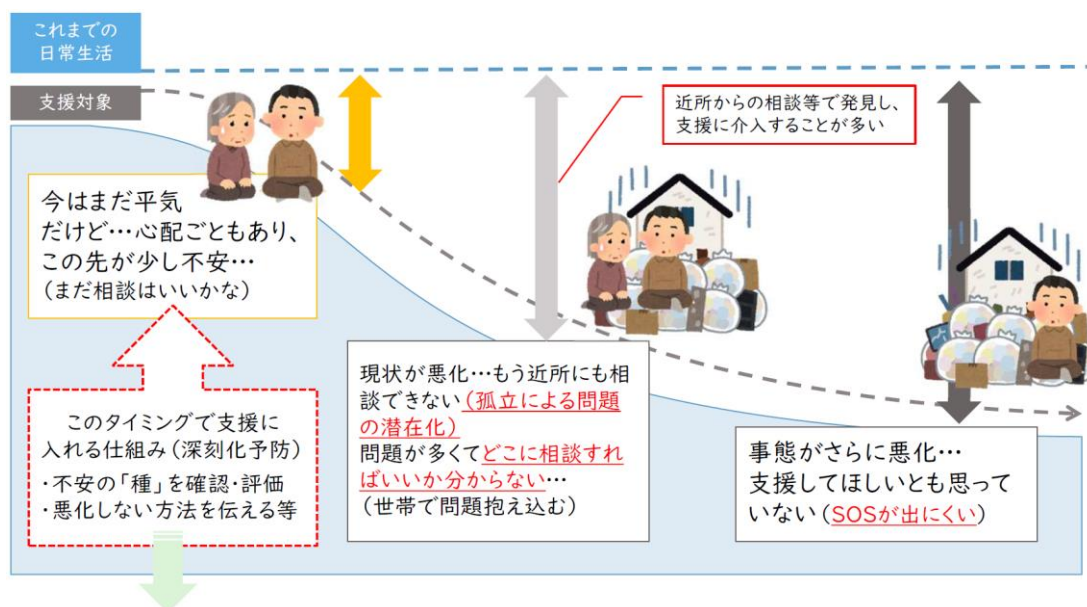 これまでの
日常生活
支援対象
近所からの相談等で発見し、
支援に介入することが多い
今はまだ平気
だけど…心配ごともあり、
この先が少し不安…
(まだ相談はいいかな)
このタイミングで支援に
入れる仕組み(深刻化予防)
・不安の「種」を確認・評価
・悪化しない方法を伝える等
現状が悪化…もう近所にも相
談できない(孤立による問題
の潜在化)
問題が多くてどこに相談すれ
ばいいか分からない…
(世帯で問題抱え込む)
事態がさらに悪化…
支援してほしいとも思って
いない(SOSが出にくい)